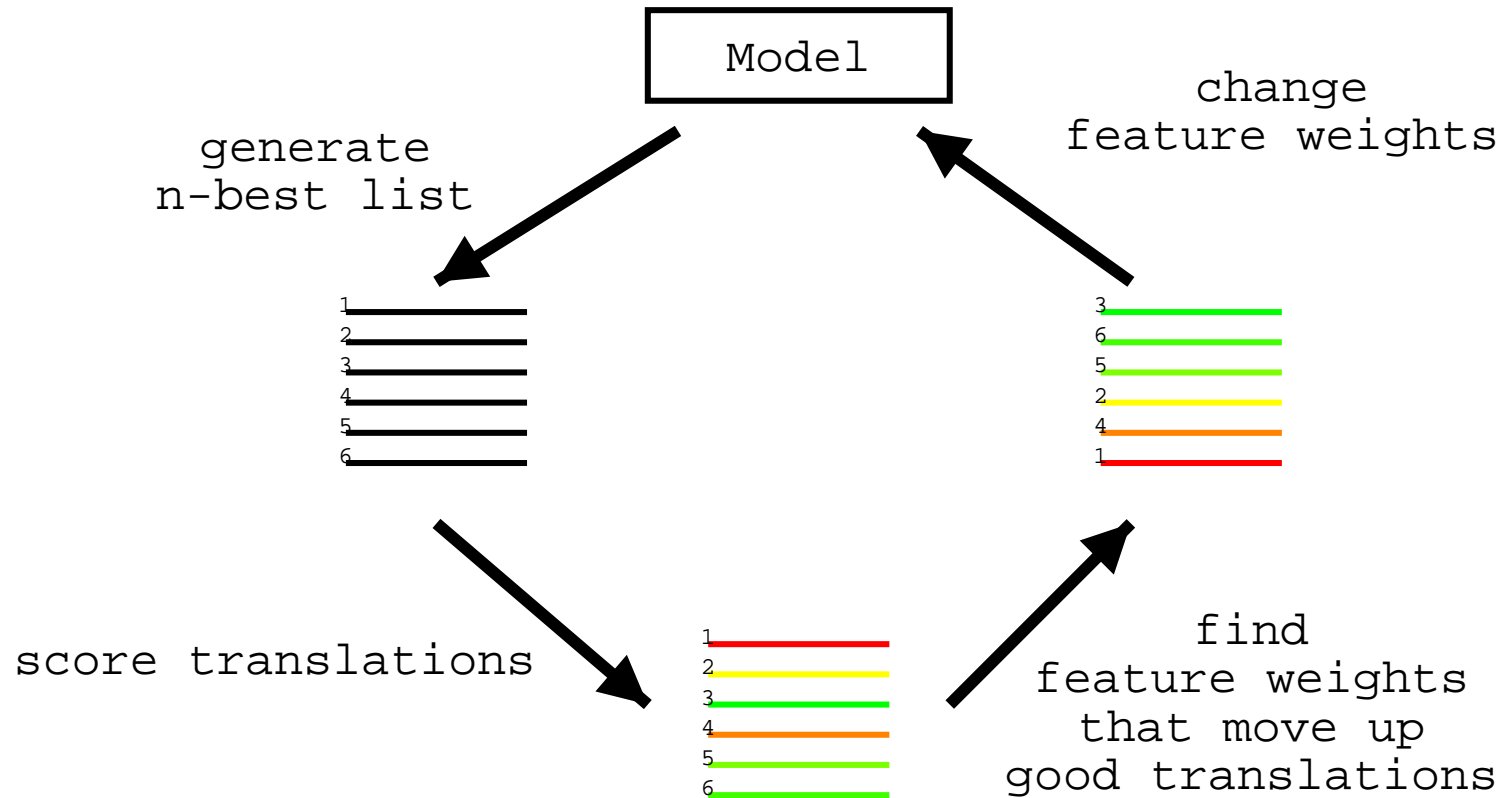 Model
change
feature weights
generate
n-best list
1
2
3
4
5
6
3
6
5
2
4
1
score translations
1
2
3
4
5
6
find
feature weights
that move up
good translations